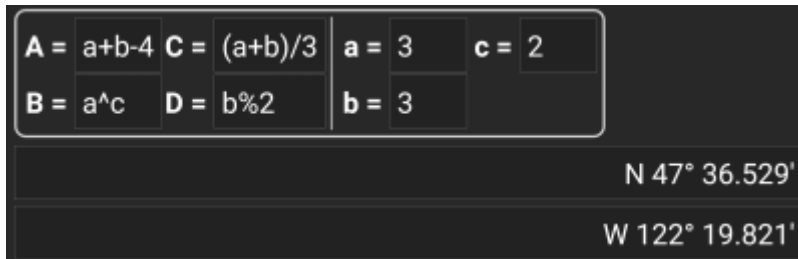 A = a+b-4 C = (a+b)/3 a = 3 c = 2
B = a^c D = b%2 b = 3
N 47° 36.529'
W 122° 19.821'